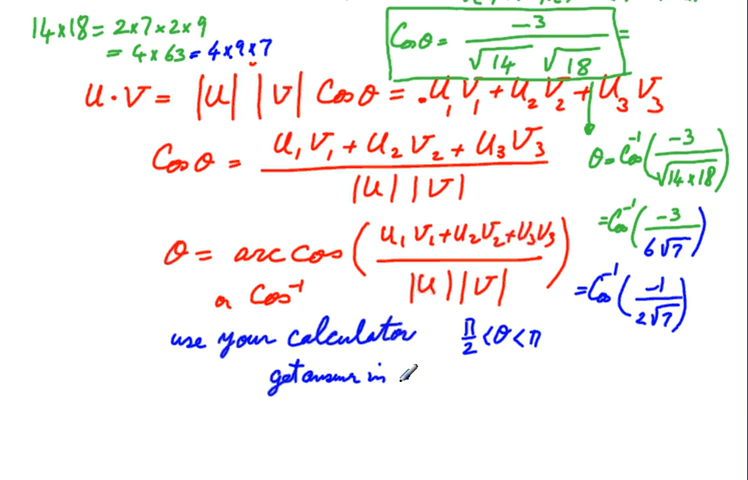 14×18 = 2×7×2×9
= 4×63 = 4×9×7
Cosθ = -3 / √14 √18 =
u·v = |u| |v| Cosθ = u₁v₁ + u₂v₂ + u₃v₃
Cosθ = u₁v₁ + u₂v₂ + u₃v₃ / |u| |v|
θ = Cos⁻¹(-3 / √14×18)
= Cos⁻¹(-3 / 6√7)
θ = arc cos (u₁v₁+u₂v₂+u₃v₃ / |u| |v|)
or Cos⁻¹
= Cos⁻¹(-1 / 2√7)
use your calculator π/2 < θ < π
get answer in